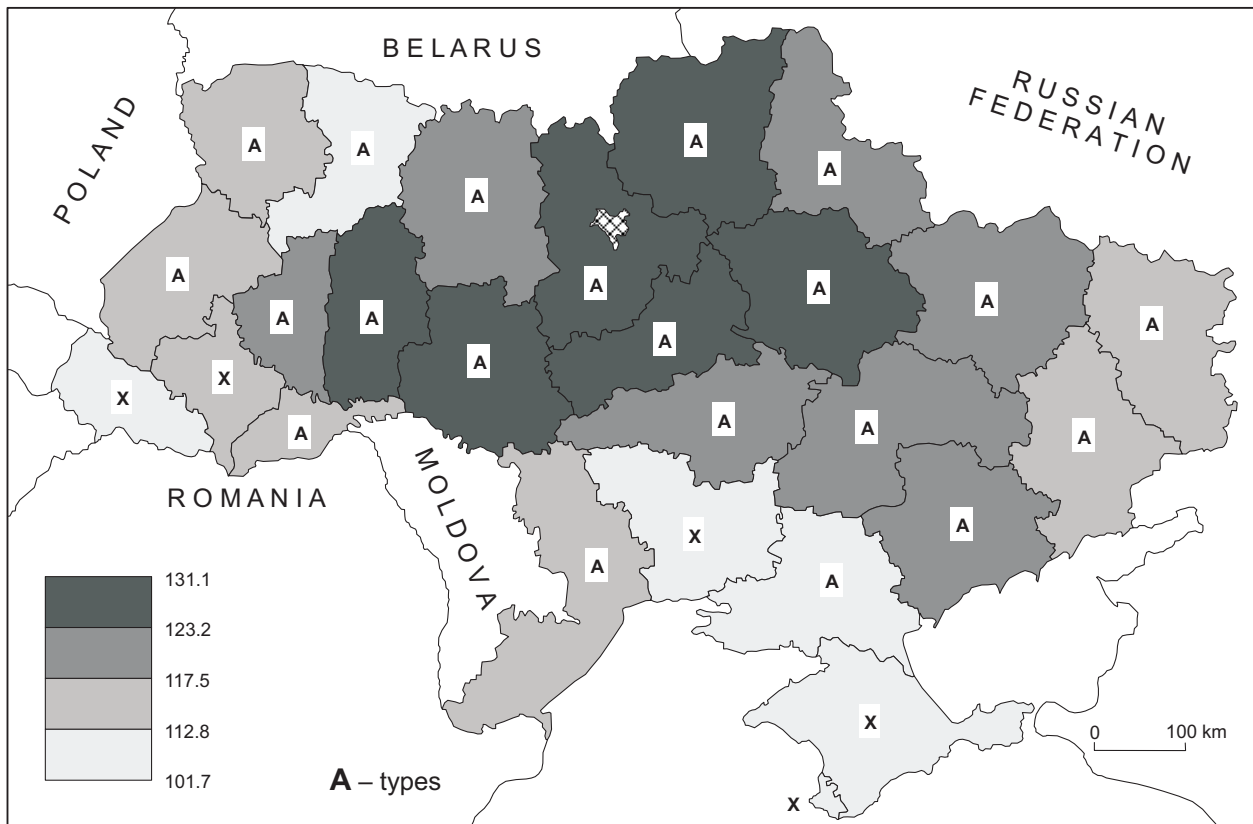 BELARUS
POLAND
RUSSIAN
FEDERATION
A
A
A
A
A
A
A
A
A
A
A
A
A
A
X
X
A
A
A
A
MOLDOVA
ROMANIA
X
A
A
A
X
X
131.1
123.2
117.5
112.8
101.7
A – types
0 100 km